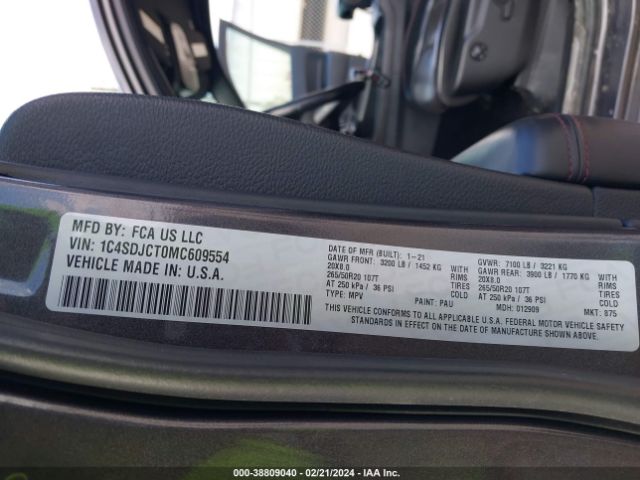 MFD BY: FCA US LLC
VIN: 1C4SDJCT0MC609554
VEHICLE MADE IN: U.S.A.
DATE OF MFR (BUILT): 1-21
GAWR FRONT: 3200 LB / 1452 KG
20X8.0 RIMS
265/50R20 107T TIRES
AT 250 kPa / 36 PSI COLD
TYPE: MPV PAINT: PAU
GVWR: 7100 LB / 3221 KG
GAWR REAR: 3900 LB / 1770 KG
20X8.0 RIMS
265/50R20 107T TIRES
AT 250 kPa / 36 PSI COLD
MDH: 012909 MKT: 875
THIS VEHICLE CONFORMS TO ALL APPLICABLE U.S.A. FEDERAL MOTOR VEHICLE SAFETY
STANDARDS IN EFFECT ON THE DATE OF MANUFACTURE SHOWN ABOVE.
000-38809040 - 02/21/2024 - IAA Inc.